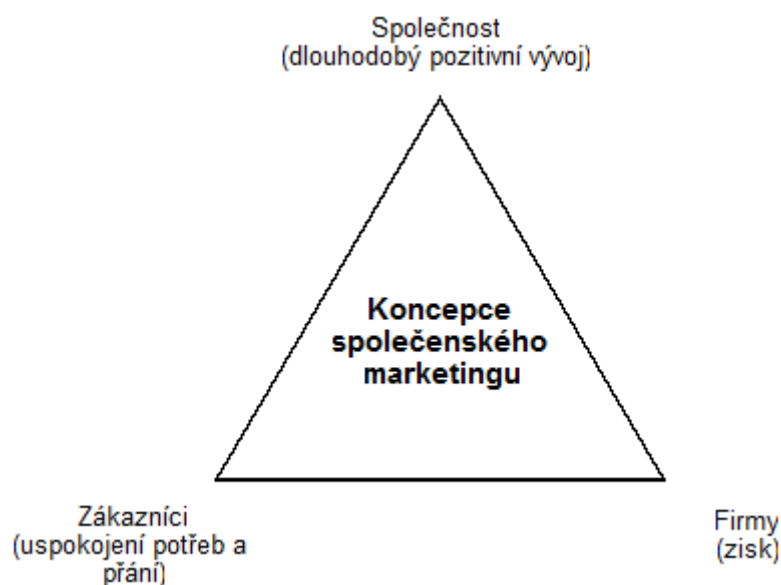 Společnost
(dlouhodobý pozitivní vývoj)
Koncepce
společenského
marketingu
Zákazníci
(uspokojení potřeb a
přání)
Firmy
(zisk)